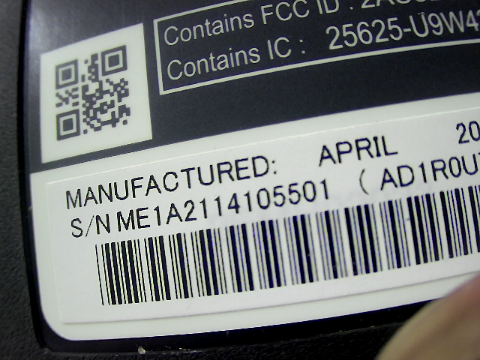 Contains FCC ID :
Contains IC : 25625-U9W4
MANUFACTURED: APRIL 20
S/N ME1A2114105501 ( AD1R0U